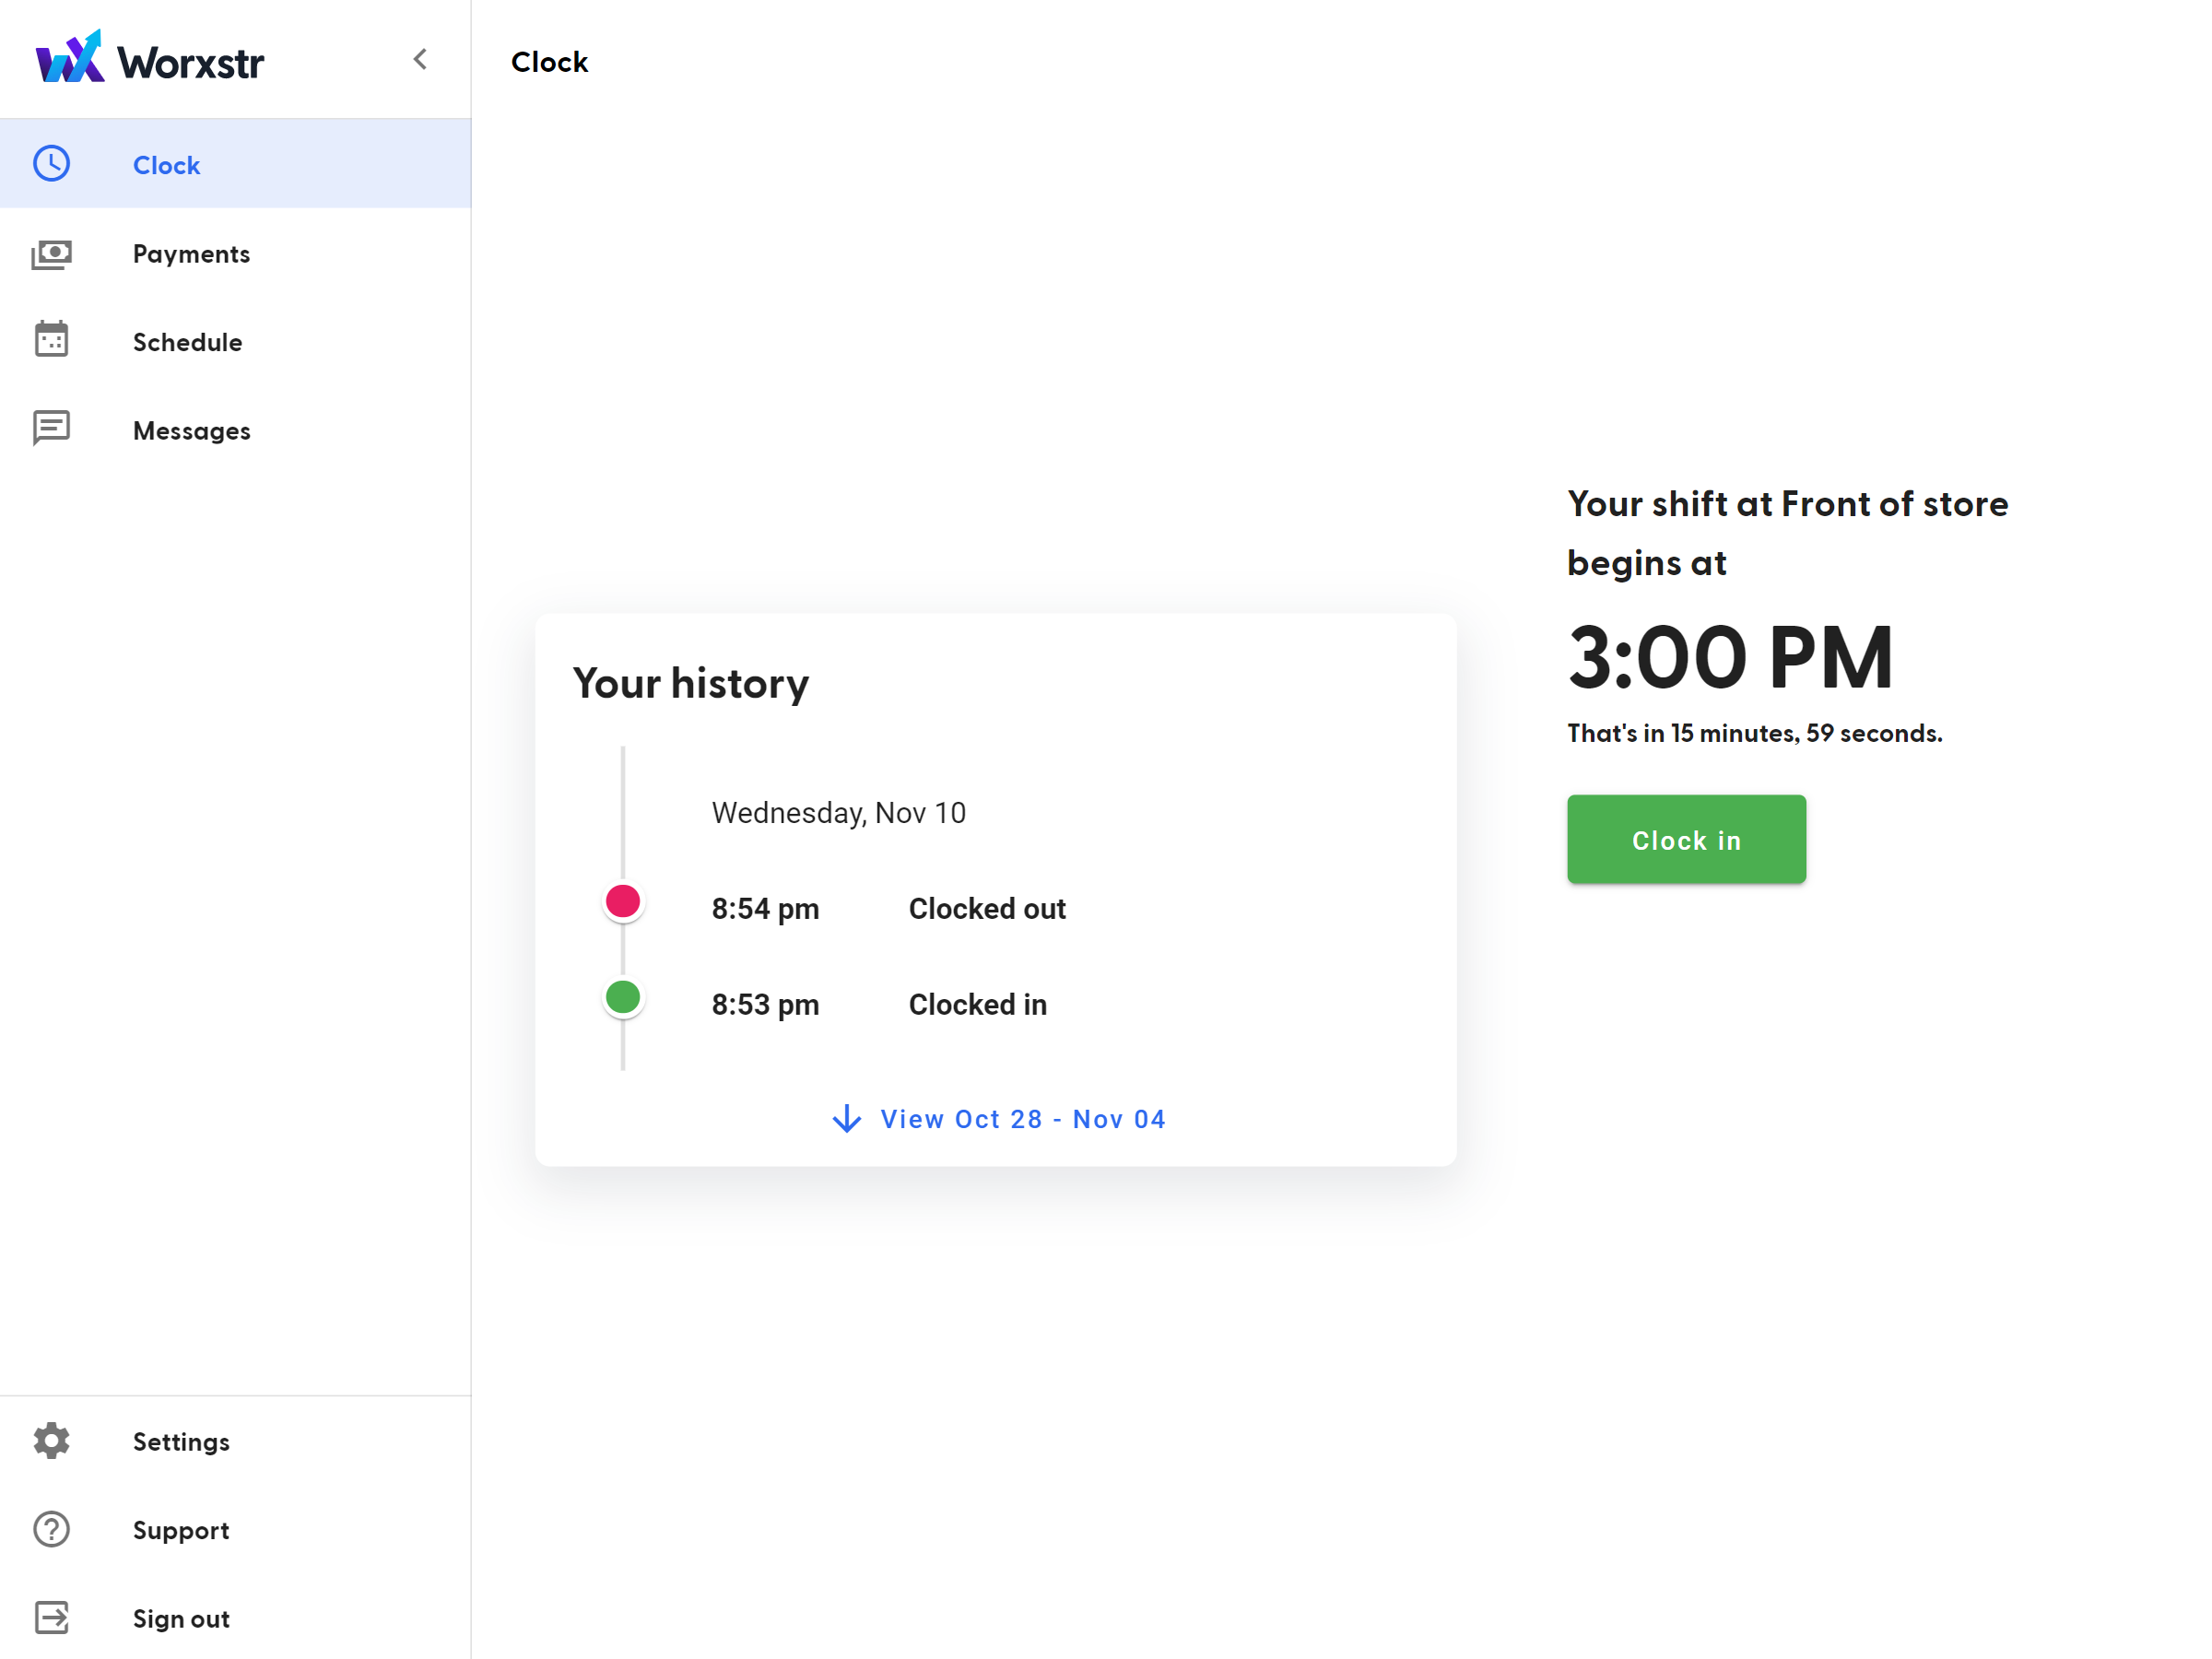 Worxstr
Clock
Payments
Schedule
Messages
Settings
Support
Sign out
Clock
Your history
Wednesday, Nov 10
8:54 pm Clocked out
8:53 pm Clocked in
View Oct 28 - Nov 04
Your shift at Front of store
begins at
3:00 PM
That's in 15 minutes, 59 seconds.
Clock in